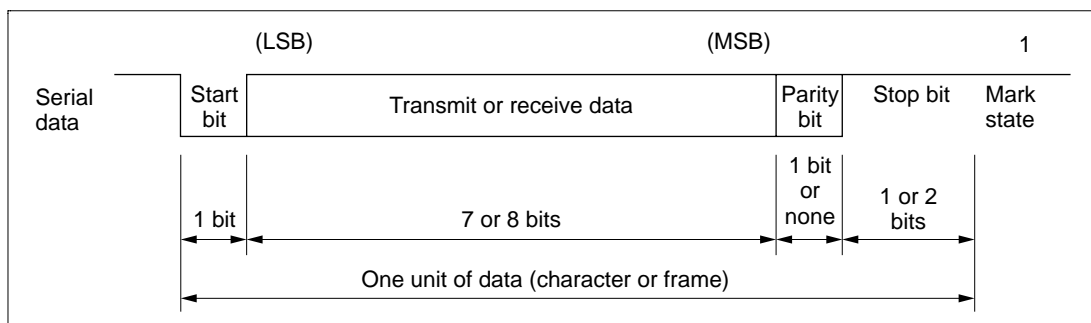 (LSB) (MSB) 1
Serial data
Start bit
Transmit or receive data
Parity bit
Stop bit
Mark state
1 bit
7 or 8 bits
1 bit or none
1 or 2 bits
One unit of data (character or frame)